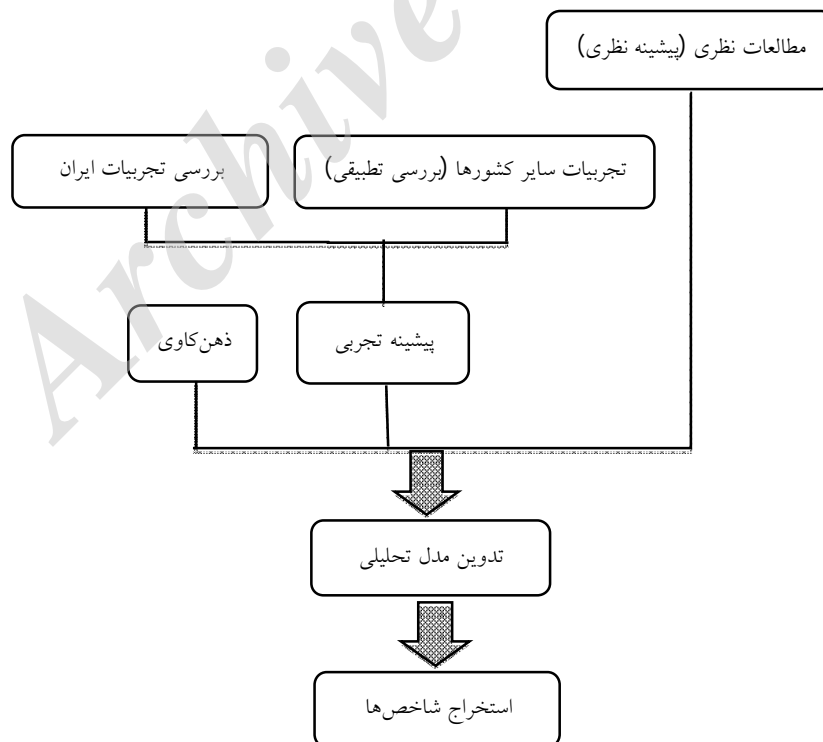 مطالعات نظری (پیشینه نظری)
تجربیات سایر کشورها (بررسی تطبیقی)
بررسی تجربیات ایران
پیشینه تجربی
ذهن‌کاوی
تدوین مدل تحلیلی
استخراج شاخص‌ها
Archive